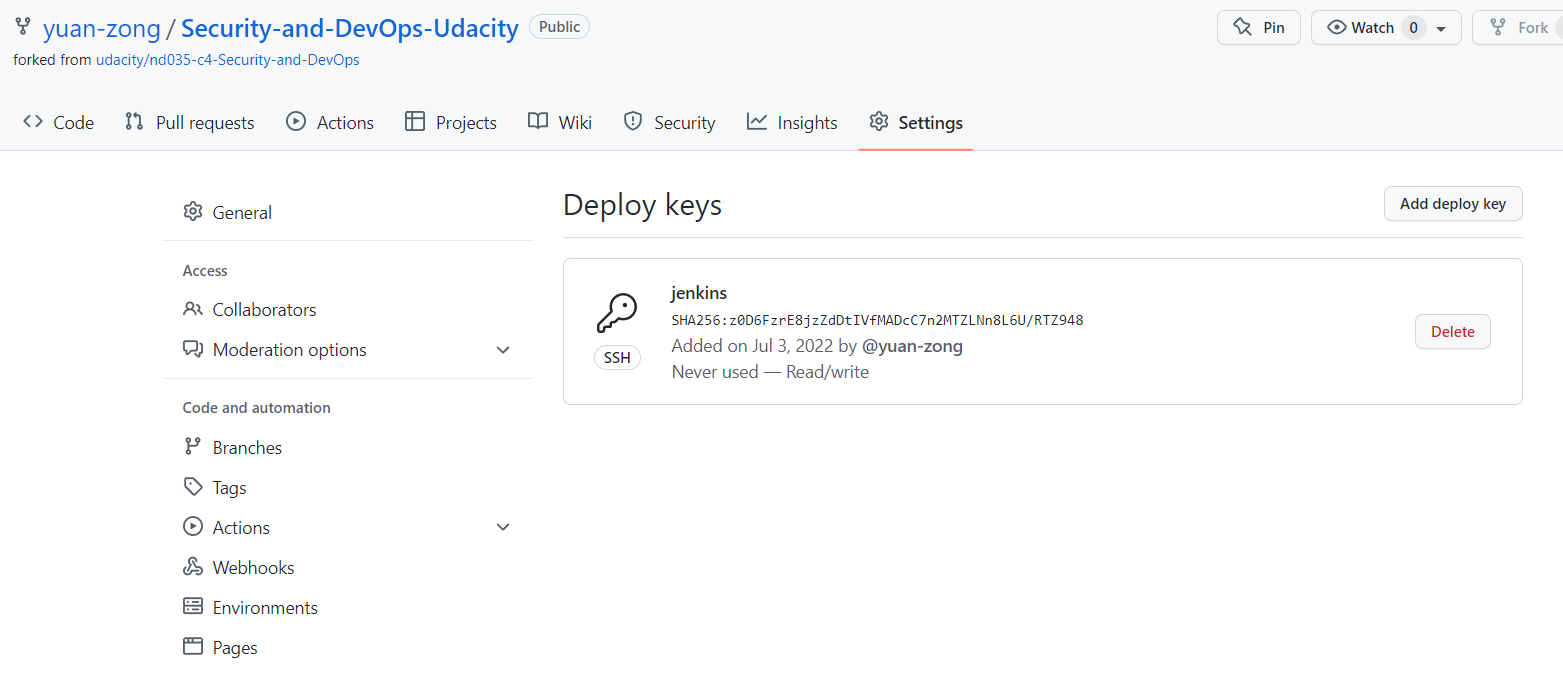 yuan-zong / Security-and-DevOps-Udacity Public
Pin
Watch 0
Fork
forked from udacity/nd035-c4-Security-and-DevOps
Code
Pull requests
Actions
Projects
Wiki
Security
Insights
Settings
General
Access
Collaborators
Moderation options
Code and automation
Branches
Tags
Actions
Webhooks
Environments
Pages
Deploy keys
Add deploy key
SSH
jenkins
SHA256:z0D6FzrE8jzZdDtIVfMADcC7n2MTZLNn8L6U/RTZ948
Added on Jul 3, 2022 by @yuan-zong
Never used — Read/write
Delete